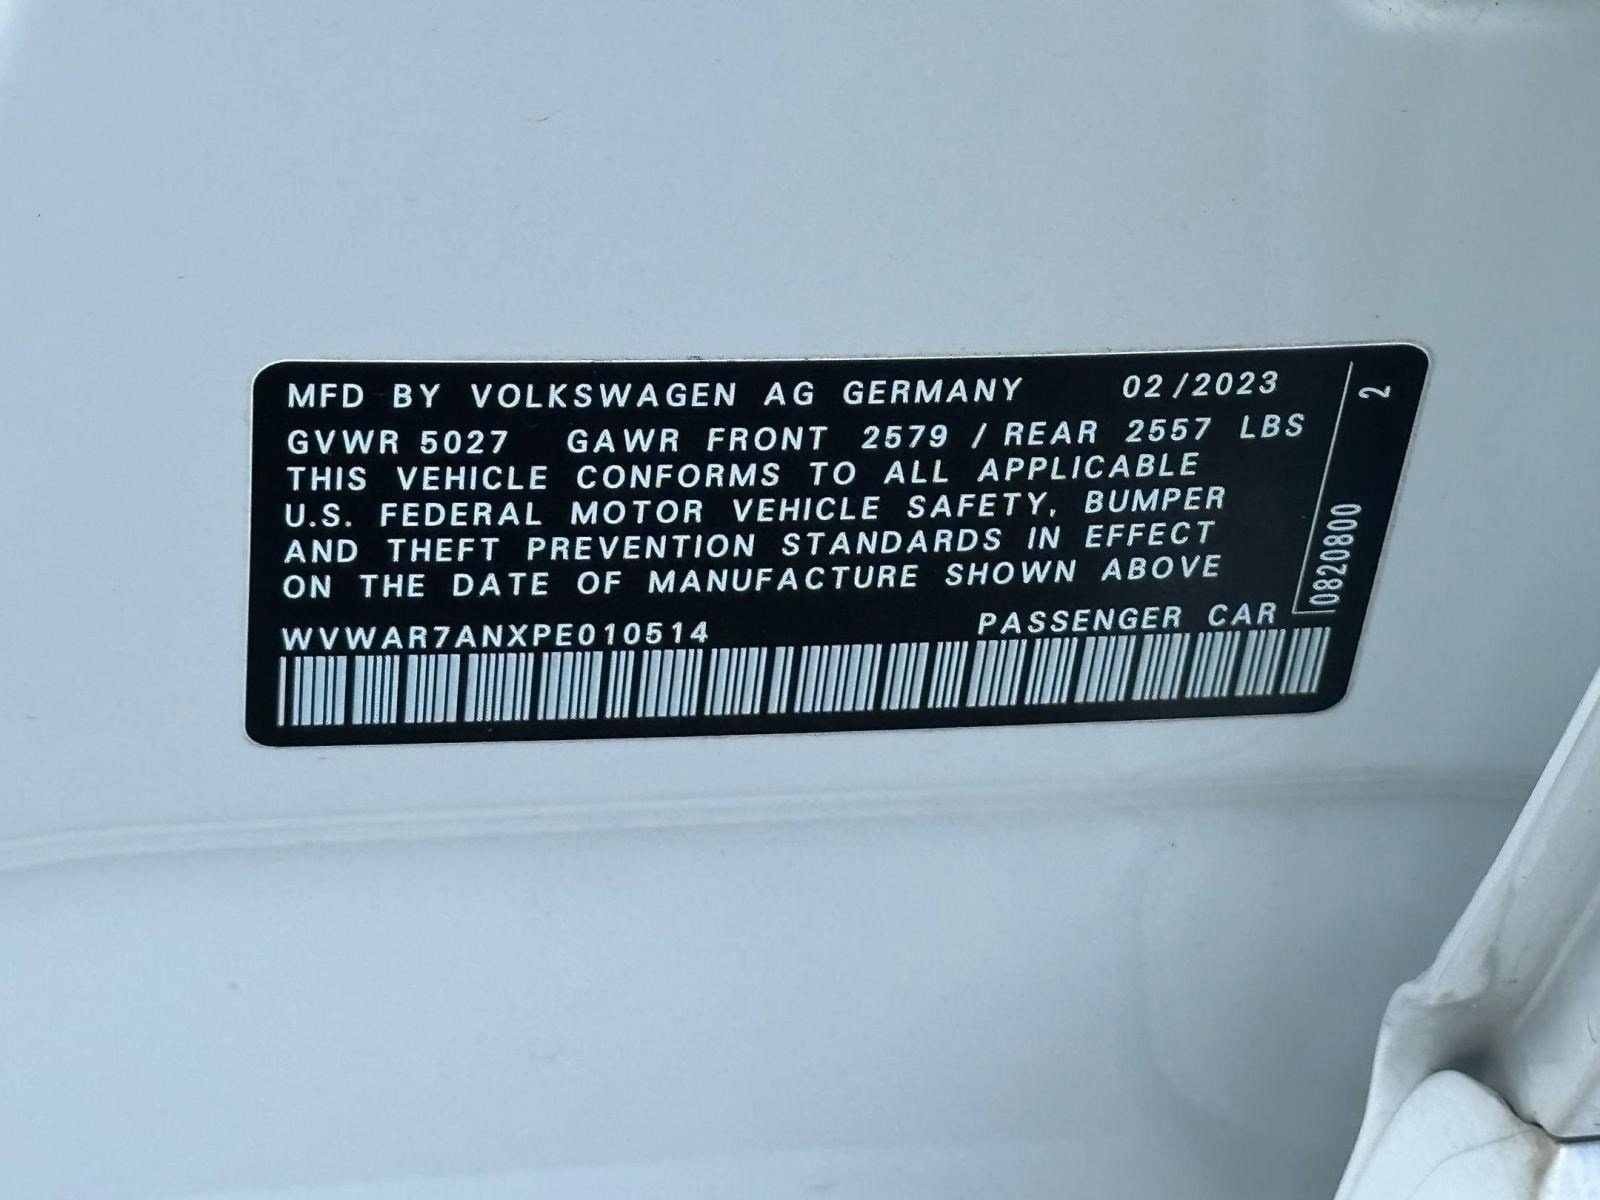 MFD BY VOLKSWAGEN AG GERMANY 02/2023
GVWR 5027 GAWR FRONT 2579 / REAR 2557 LBS
THIS VEHICLE CONFORMS TO ALL APPLICABLE
U.S. FEDERAL MOTOR VEHICLE SAFETY, BUMPER
AND THEFT PREVENTION STANDARDS IN EFFECT
ON THE DATE OF MANUFACTURE SHOWN ABOVE
WVWAR7ANXPE010514 PASSENGER CAR
0820800 2